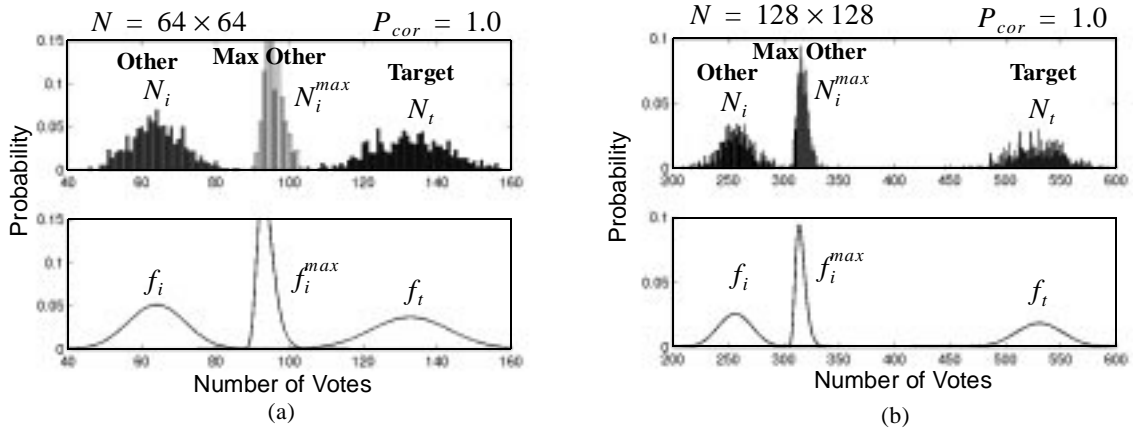 N = 64 × 64 P_cor = 1.0
0.15
0.1
0.05
0
Other
N_i
Max Other
N_i^max
Target
N_t
40 60 80 100 120 140 160
Probability
0.15
0.1
0.05
0
f_i
f_i^max
f_t
40 60 80 100 120 140 160
Number of Votes
(a)
N = 128 × 128 P_cor = 1.0
0.1
0.05
0
Other
N_i
Max Other
N_i^max
Target
N_t
200 250 300 350 400 450 500 550 600
Probability
0.1
0.05
0
f_i
f_i^max
f_t
200 250 300 350 400 450 500 550 600
Number of Votes
(b)